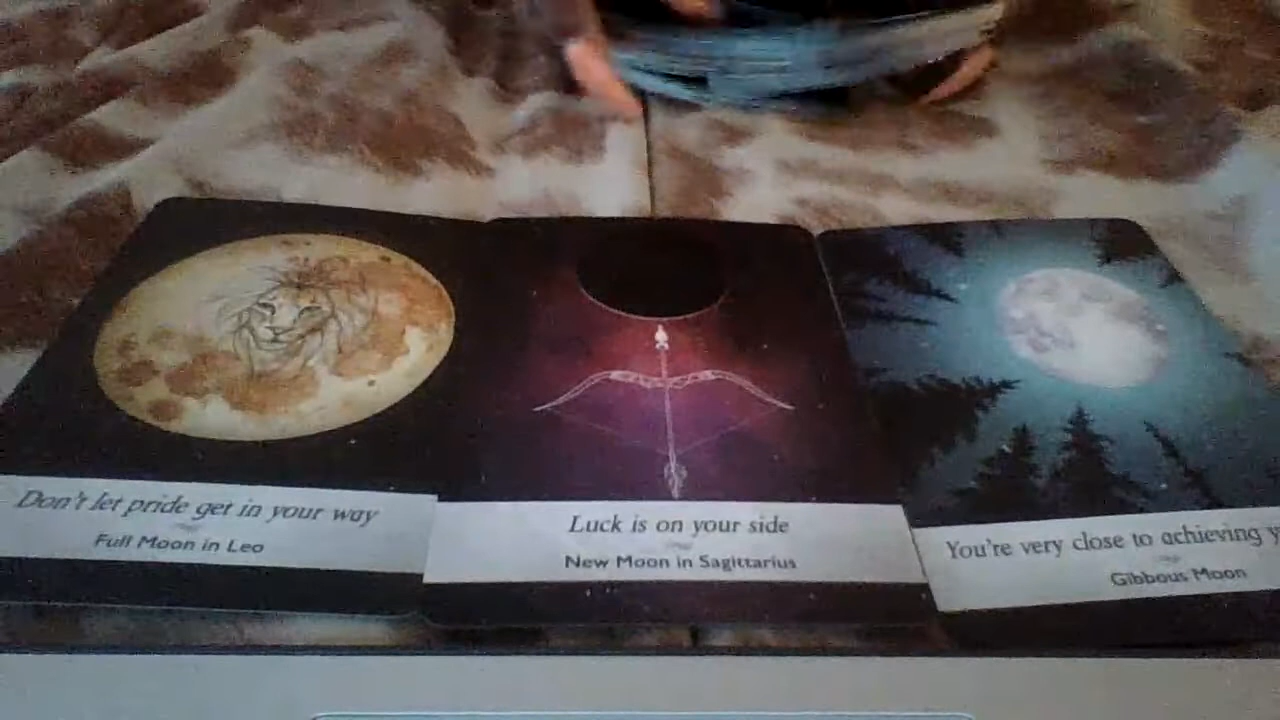 Don't let pride get in your way
Full Moon in Leo
Luck is on your side
New Moon in Sagittarius
You're very close to achieving
Gibbous Moon